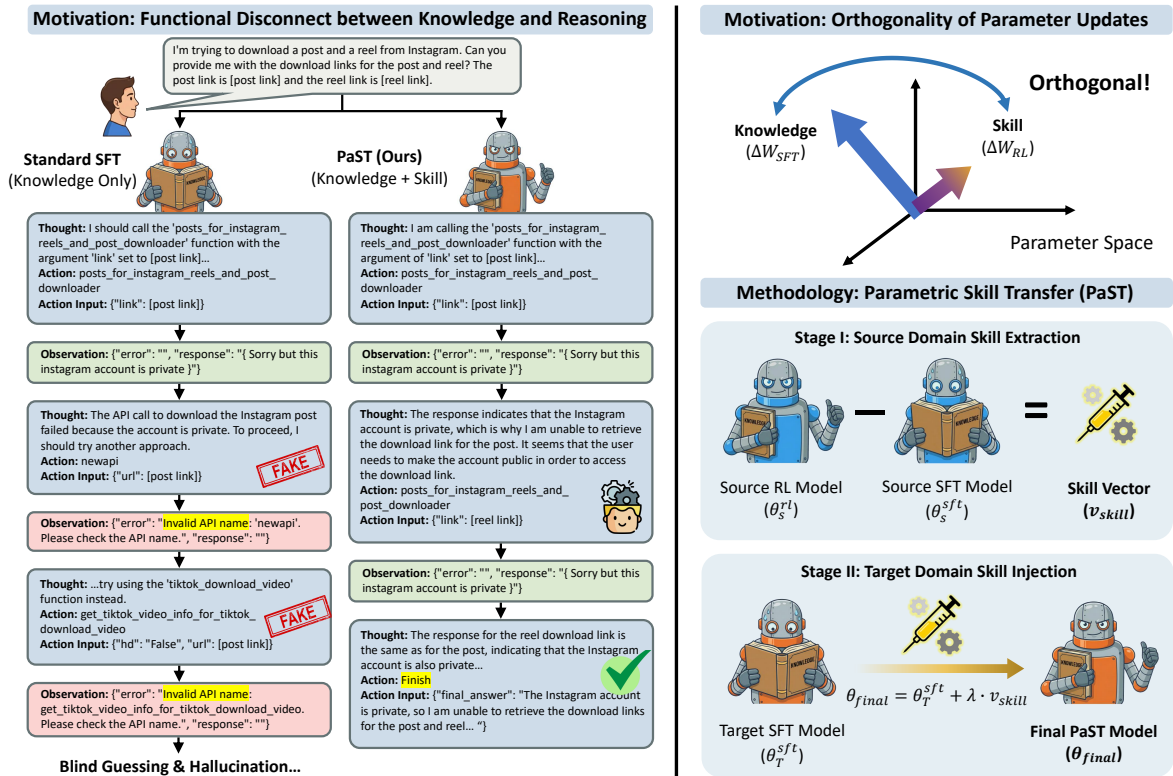 Motivation: Functional Disconnect between Knowledge and Reasoning
I'm trying to download a post and a reel from Instagram. Can you
provide me with the download links for the post and reel? The
post link is [post link] and the reel link is [reel link].
Standard SFT
(Knowledge Only)
KNOWLEDGE
Thought: I should call the 'posts_for_instagram_
reels_and_post_downloader' function with the
argument 'link' set to [post link]...
Action: posts_for_instagram_reels_and_post_
downloader
Action Input: {"link": [post link]}
Observation: {"error": "", "response": "{ Sorry but this
instagram account is private }"}
Thought: The API call to download the Instagram post
failed because the account is private. To proceed, I
should try another approach.
Action: newapi
Action Input: {"url": [post link]}
FAKE
Observation: {"error": "Invalid API name: 'newapi'.
Please check the API name.", "response": ""}
Thought: ...try using the 'tiktok_download_video'
function instead.
Action: get_tiktok_video_info_for_tiktok_
download_video
Action Input: {"hd": "False", "url": [post link]}
FAKE
Observation: {"error": "Invalid API name:
get_tiktok_video_info_for_tiktok_download_video.
Please check the API name.", "response": ""}
Blind Guessing & Hallucination...
PaST (Ours)
(Knowledge + Skill)
Thought: I am calling the 'posts_for_instagram_
reels_and_post_downloader' function with the
argument of 'link' set to [post link]...
Action: posts_for_instagram_reels_and_post_
downloader
Action Input: {"link": [post link]}
Observation: {"error": "", "response": "{ Sorry but this
instagram account is private }"}
Thought: The response indicates that the Instagram
account is private, which is why I am unable to retrieve
the download link for the post. It seems that the user
needs to make the account public in order to access
the download link.
Action: posts_for_instagram_reels_and_
post_downloader
Action Input: {"link": [reel link]}
Observation: {"error": "", "response": "{ Sorry but this
instagram account is private }"}
Thought: The response for the reel download link is
the same as for the post, indicating that the Instagram
account is also private...
Action: Finish
Action Input: {"final_answer": "The Instagram account
is private, so I am unable to retrieve the download links
for the post and reel... "}
Motivation: Orthogonality of Parameter Updates
Orthogonal!
Knowledge
(ΔW_SFT)
Skill
(ΔW_RL)
Parameter Space
Methodology: Parametric Skill Transfer (PaST)
Stage I: Source Domain Skill Extraction
KNOWLEDGE
Source RL Model
(θ_S^rl)
−
KNOWLEDGE
Source SFT Model
(θ_S^sft)
=
Skill Vector
(v_skill)
Stage II: Target Domain Skill Injection
KNOWLEDGE
Target SFT Model
(θ_T^sft)
θ_final = θ_T^sft + λ · v_skill
KNOWLEDGE
Final PaST Model
(θ_final)